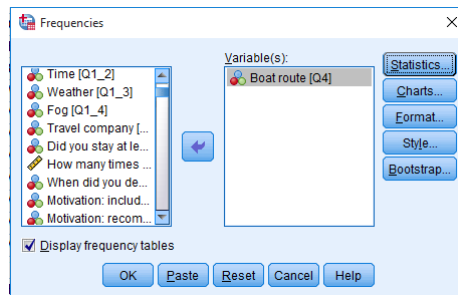 Frequencies
Variable(s):
Time [Q1_2]
Weather [Q1_3]
Fog [Q1_4]
Travel company [...
Did you stay at le...
How many times ...
When did you de...
Motivation: includ...
Motivation: recom...
Boat route [Q4]
Statistics...
Charts...
Format...
Style...
Bootstrap...
Display frequency tables
OK Paste Reset Cancel Help